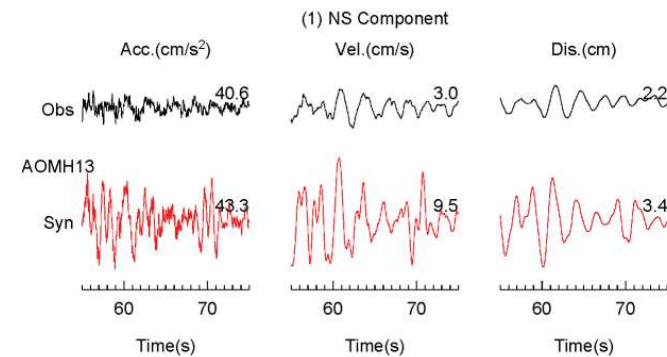 (1) NS Component
Acc.(cm/s²) Vel.(cm/s) Dis.(cm)
Obs 40.6 3.0 2.2
AOMH13
Syn 43.3 9.5 3.4
60 70 60 70 60 70
Time(s) Time(s) Time(s)